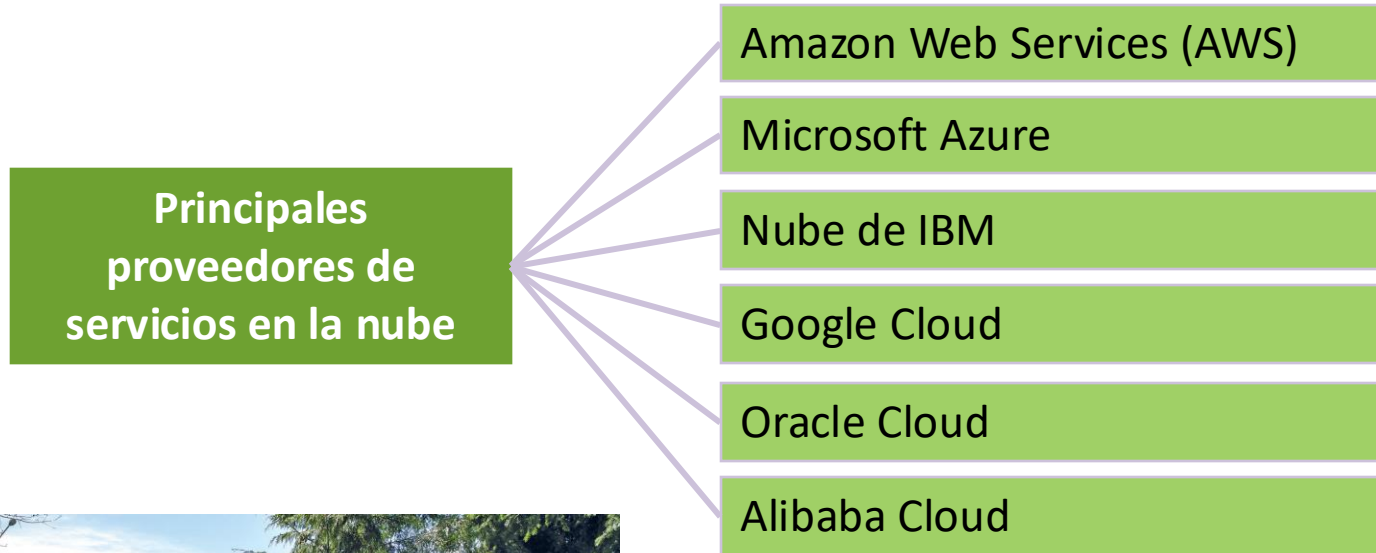 Principales
proveedores de
servicios en la nube
Amazon Web Services (AWS)
Microsoft Azure
Nube de IBM
Google Cloud
Oracle Cloud
Alibaba Cloud